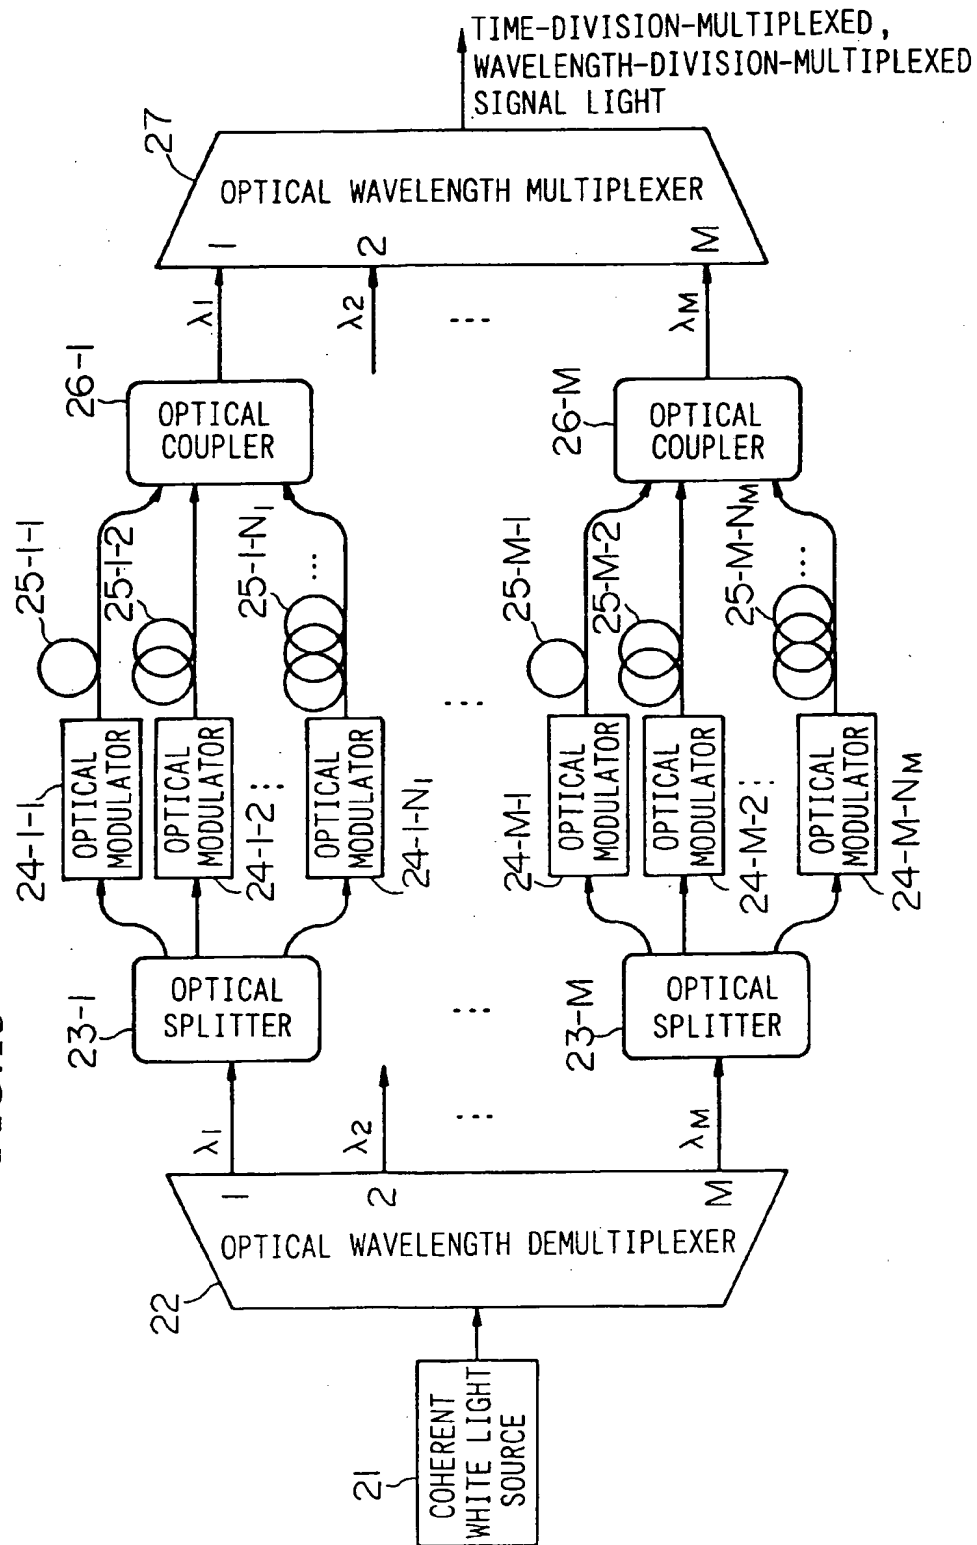 COHERENT
WHITE LIGHT
SOURCE
21
22
OPTICAL WAVELENGTH DEMULTIPLEXER
1
2
M
λ1
λ2
...
λM
23-1
OPTICAL
SPLITTER
...
23-M
OPTICAL
SPLITTER
24-1-1
OPTICAL
MODULATOR
OPTICAL
MODULATOR
24-1-2
...
OPTICAL
MODULATOR
24-1-N1
...
24-M-1
OPTICAL
MODULATOR
OPTICAL
MODULATOR
24-M-2
...
OPTICAL
MODULATOR
24-M-NM
25-1-1
25-1-2
25-1-N1
...
25-M-1
25-M-2
25-M-NM
...
26-1
OPTICAL
COUPLER
26-M
OPTICAL
COUPLER
λ1
λ2
...
λM
1
2
M
27
OPTICAL WAVELENGTH MULTIPLEXER
TIME-DIVISION-MULTIPLEXED,
WAVELENGTH-DIVISION-MULTIPLEXED
SIGNAL LIGHT